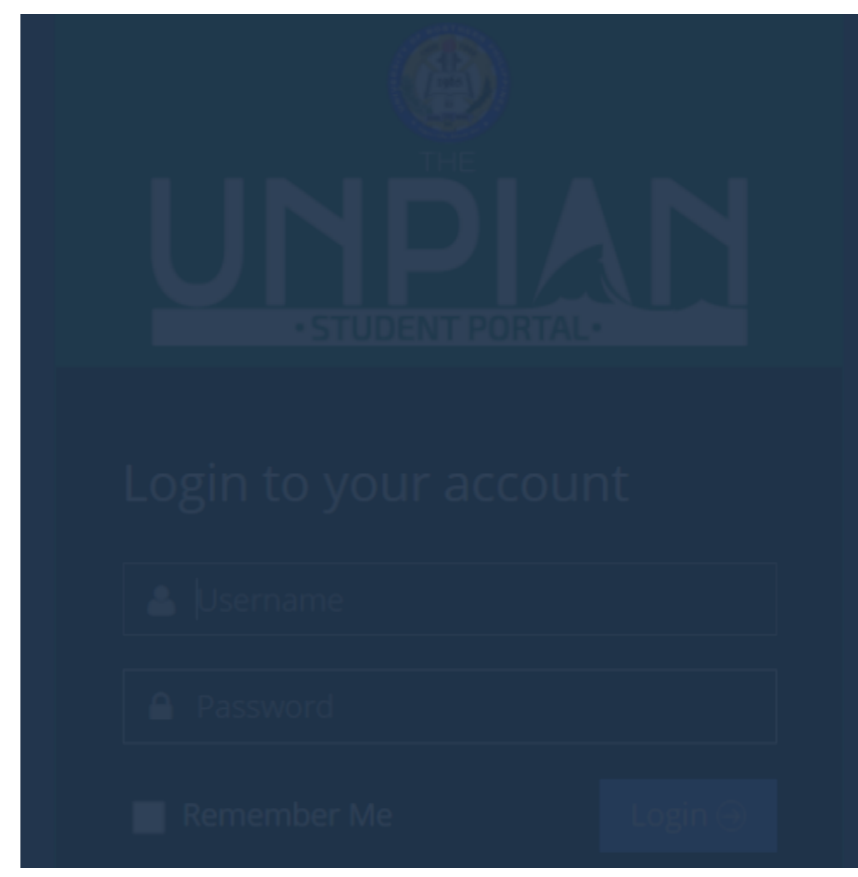 THE
UNPIAN
•STUDENT PORTAL•
Login to your account
Username
Password
Remember Me
Login